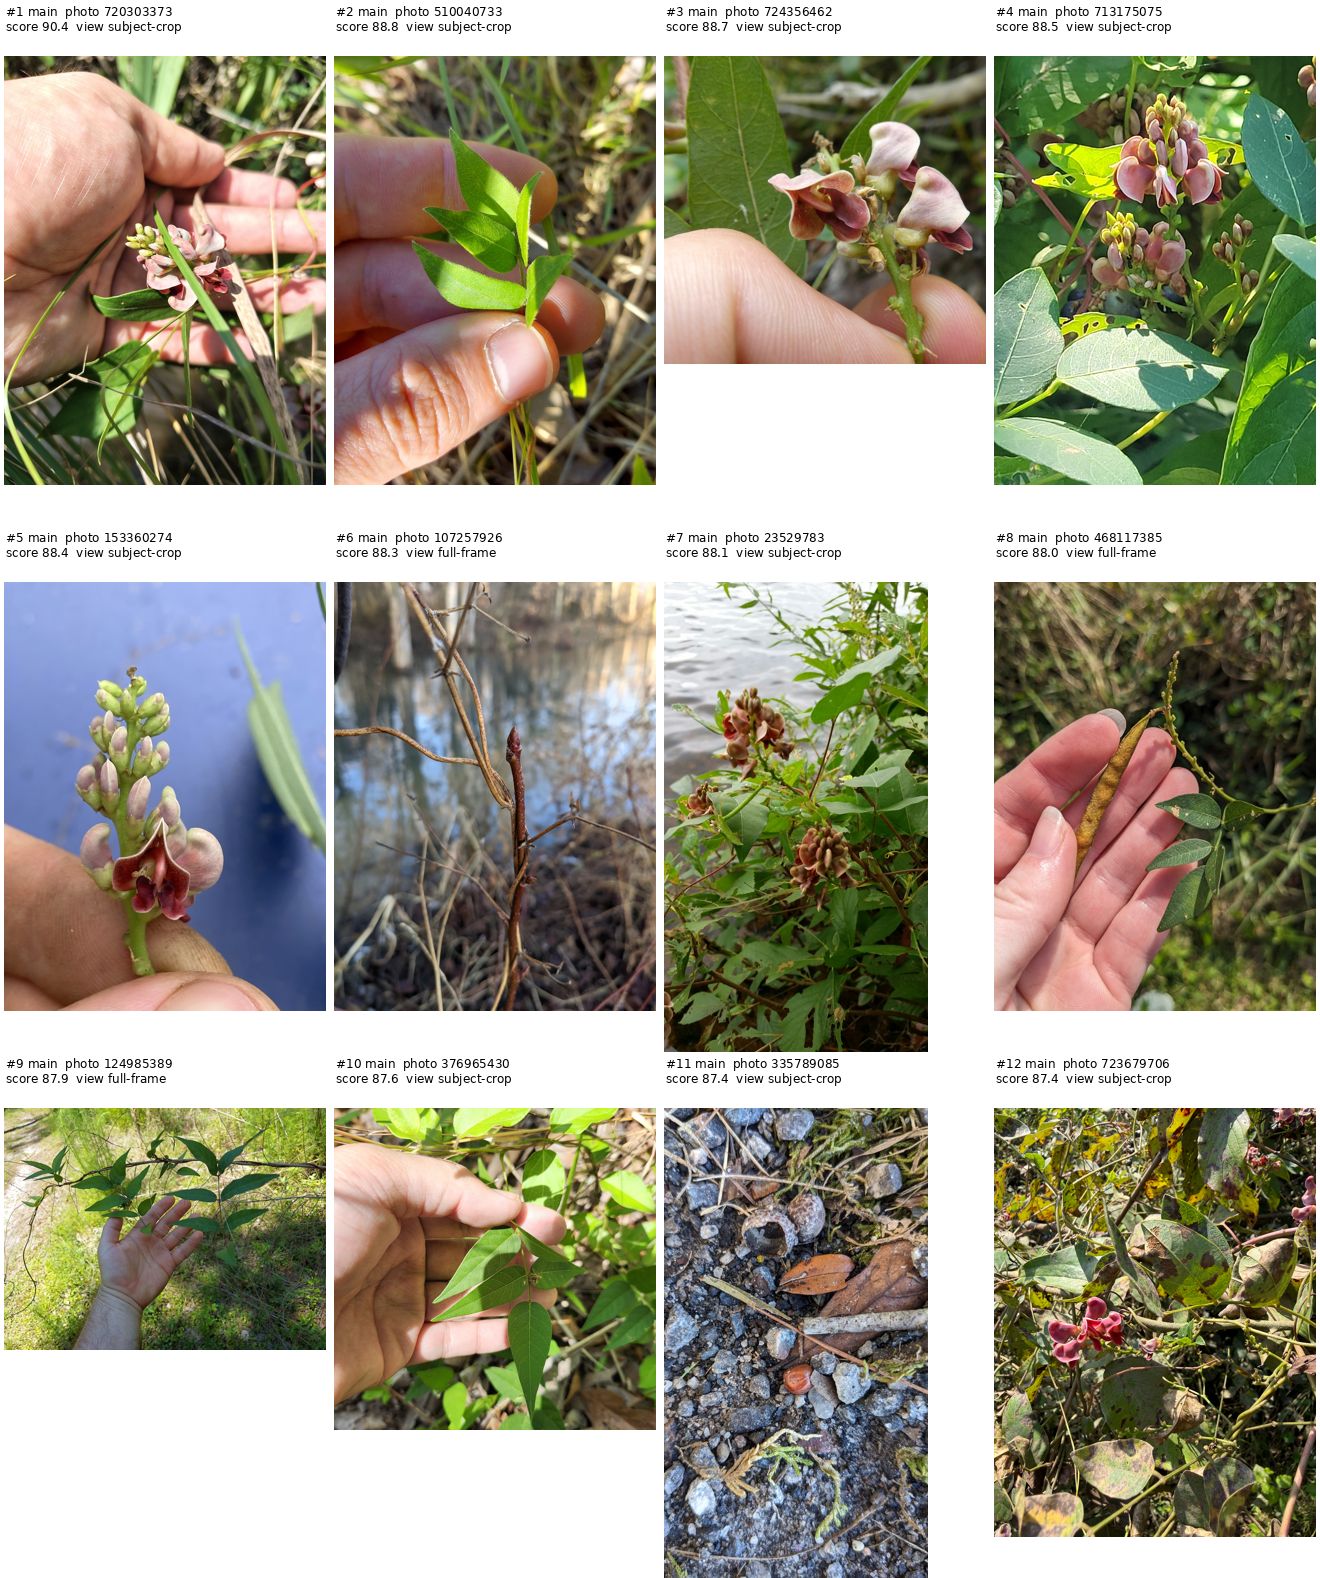 #1 main photo 720303373
score 90.4 view subject-crop
#2 main photo 510040733
score 88.8 view subject-crop
#3 main photo 724356462
score 88.7 view subject-crop
#4 main photo 713175075
score 88.5 view subject-crop
#5 main photo 153360274
score 88.4 view subject-crop
#6 main photo 107257926
score 88.3 view full-frame
#7 main photo 23529783
score 88.1 view subject-crop
#8 main photo 468117385
score 88.0 view full-frame
#9 main photo 124985389
score 87.9 view full-frame
#10 main photo 376965430
score 87.6 view subject-crop
#11 main photo 335789085
score 87.4 view subject-crop
#12 main photo 723679706
score 87.4 view subject-crop